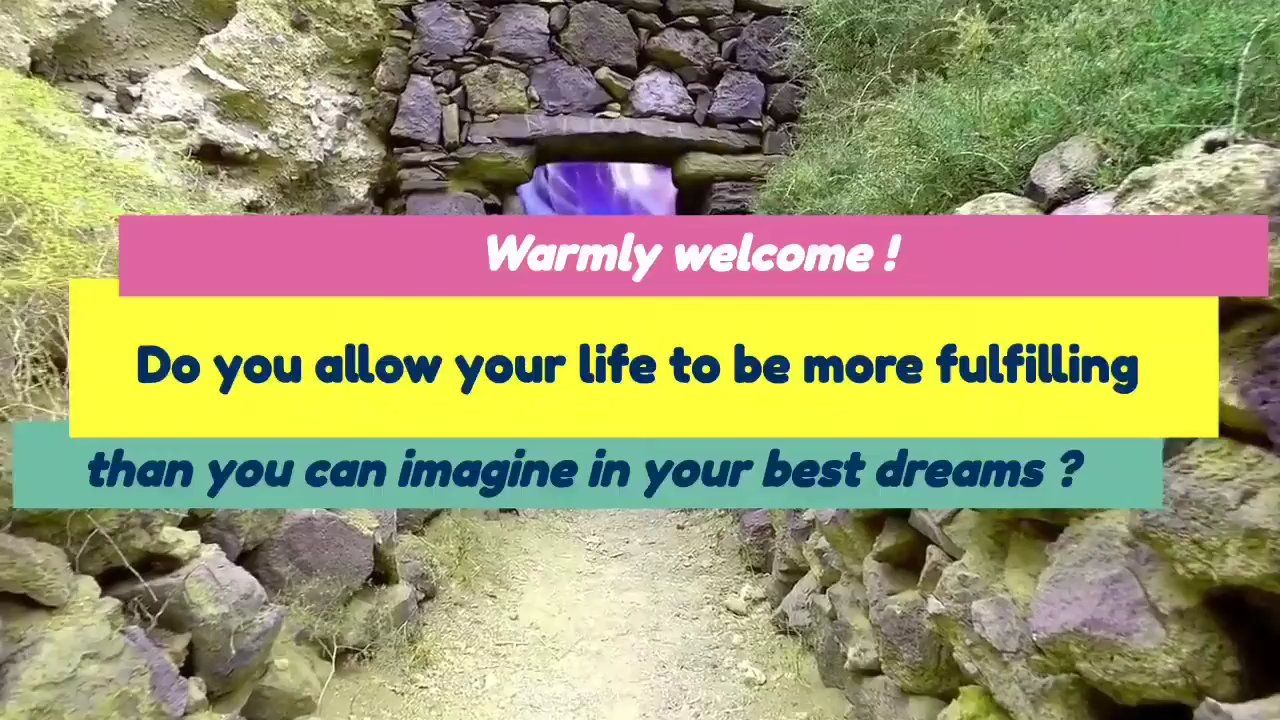 Warmly welcome !
Do you allow your life to be more fulfilling
than you can imagine in your best dreams ?